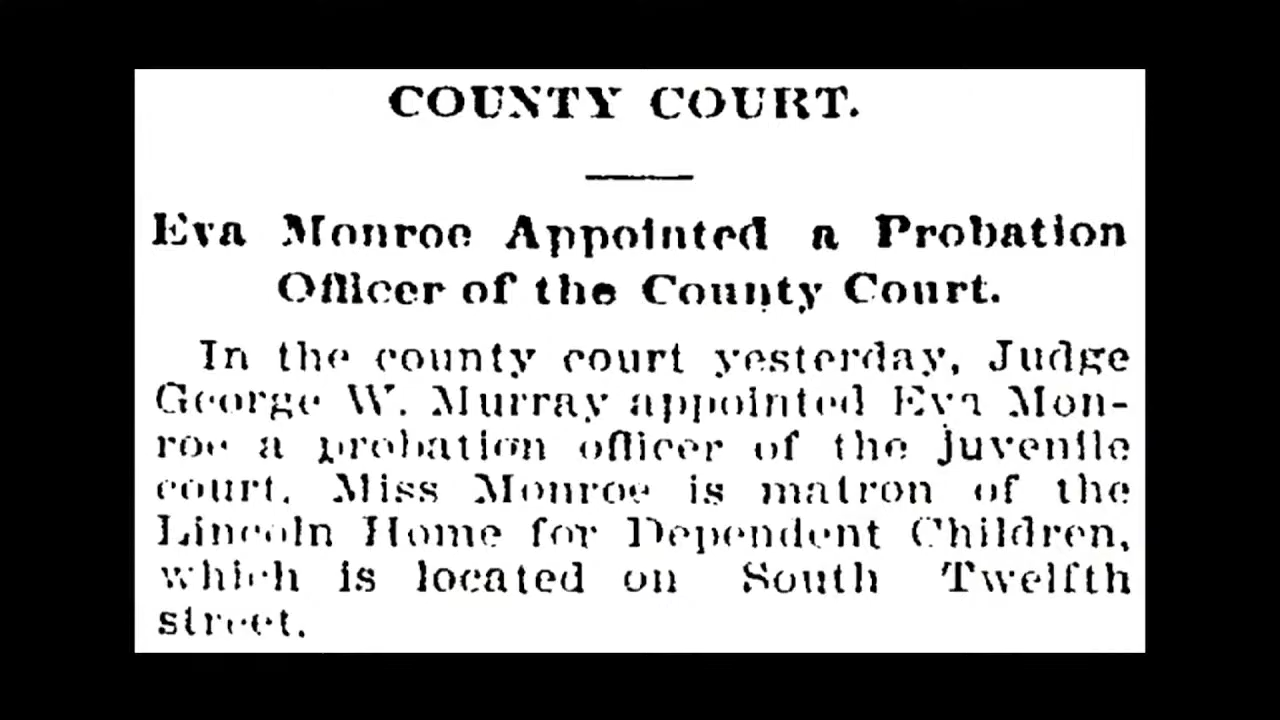 COUNTY COURT.
Eva Monroe Appointed a Probation
Officer of the County Court.
In the county court yesterday, Judge
George W. Murray appointed Eva Mon-
roe a probation officer of the juvenile
court. Miss Monroe is matron of the
Lincoln Home for Dependent Children,
which is located on South Twelfth
street.